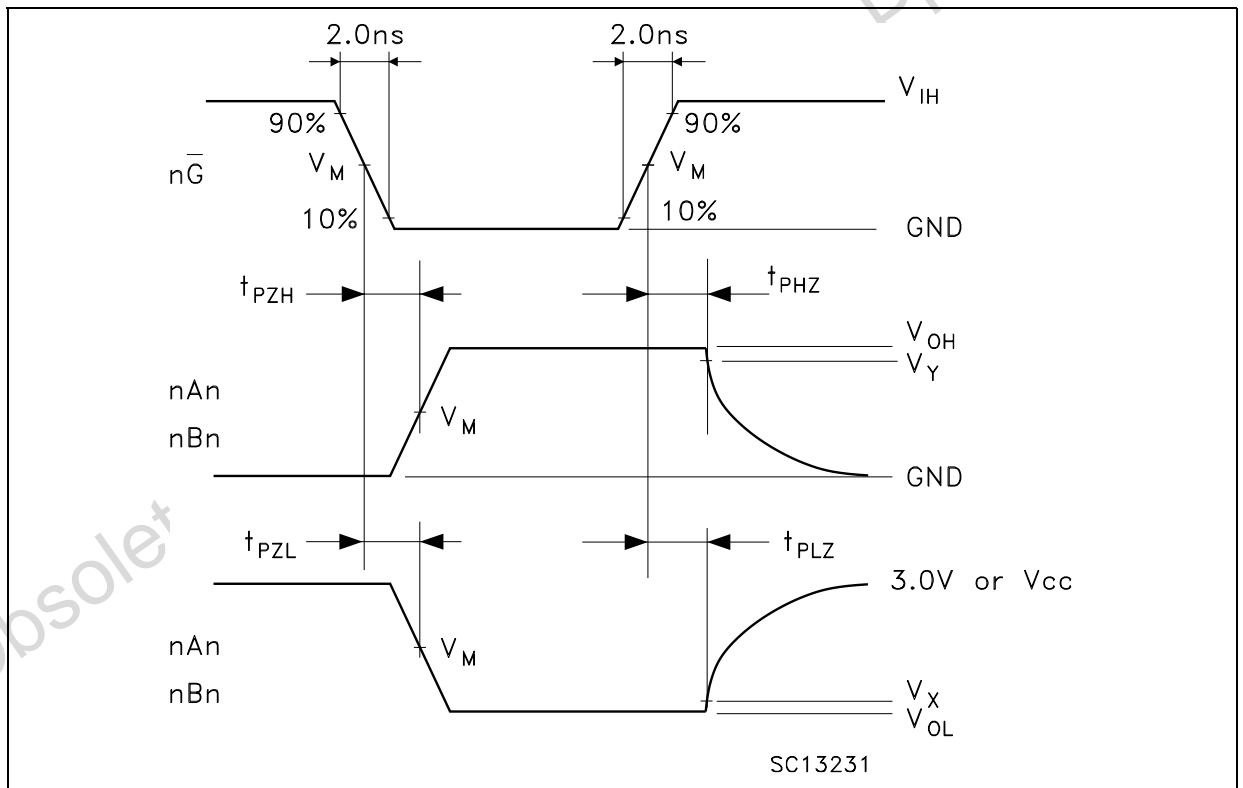 2.0ns 2.0ns
V_IH
90% 90%
nG̅ V_M V_M
10% 10%
GND
t_PZH t_PHZ
V_OH
V_Y
nAn
V_M
nBn
GND
t_PZL t_PLZ
3.0V or Vcc
nAn V_M
nBn
V_X
V_OL
SC13231